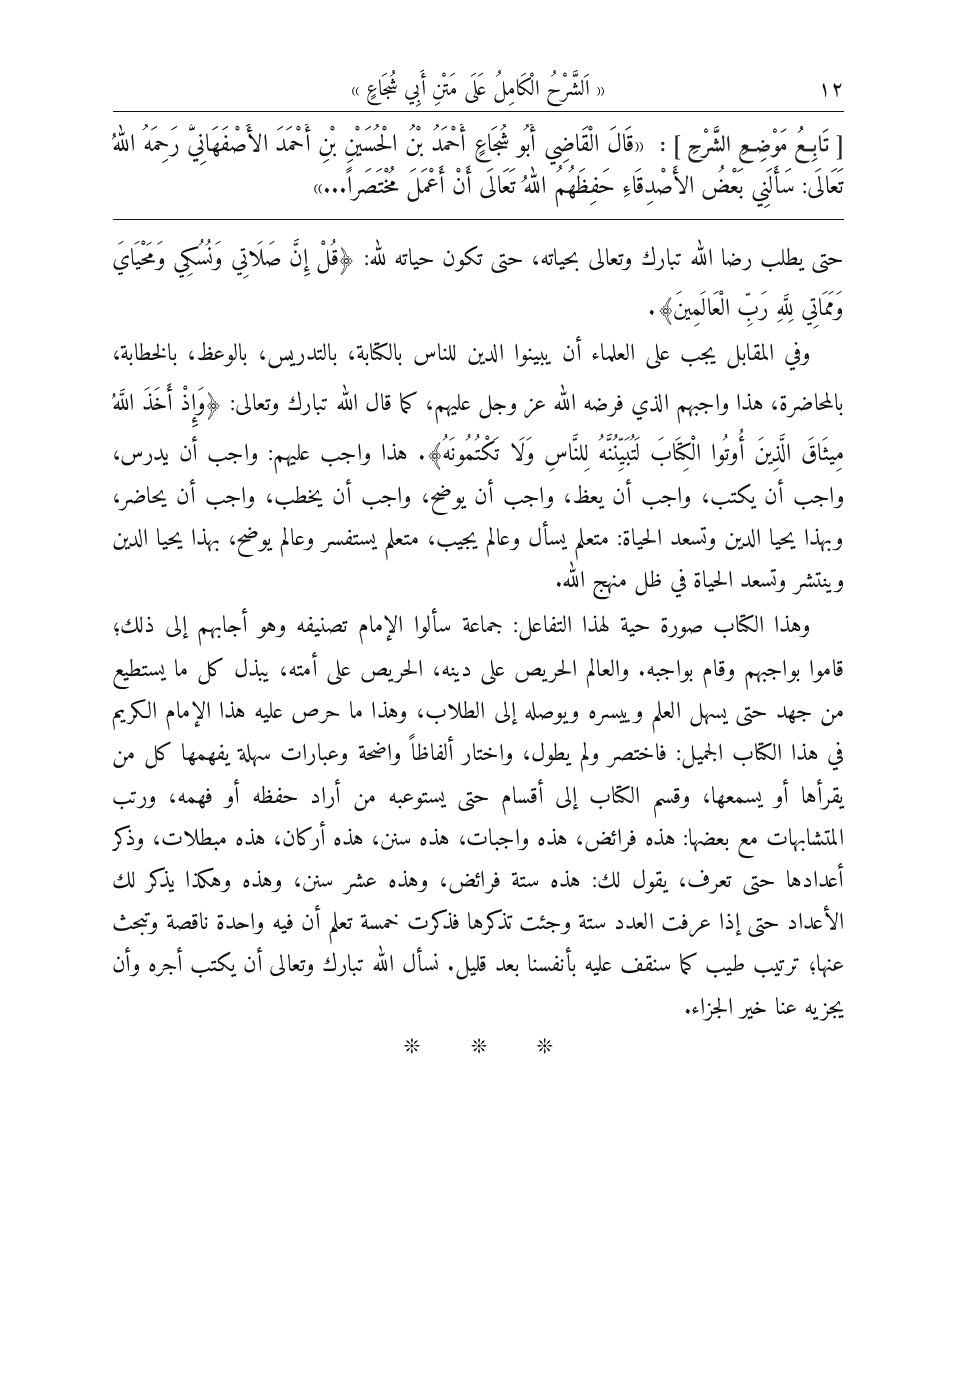 ١٢
« اَلشَّرْحُ الْكَامِلُ عَلَى مَتْنِ أَبِي شُجَاعٍ »
[ تَابِعُ مَوْضِعِ الشَّرْحِ ] : «قَالَ الْقَاضِي أَبُو شُجَاعٍ أَحْمَدُ بْنُ الْحُسَيْنِ بْنِ أَحْمَدَ الأَصْفَهَانِيّ رَحِمَهُ اللهُ
تَعَالَى: سَأَلَنِي بَعْضُ الأَصْدِقَاءِ حَفِظَهُمُ اللهُ تَعَالَى أَنْ أَعْمَلَ مُخْتَصَراً...»
حتى يطلب رضا الله تبارك وتعالى بحياته، حتى تكون حياته لله: ﴿قُلْ إِنَّ صَلَاتِي وَنُسُكِي وَمَحْيَايَ
وَمَمَاتِي لِلَّهِ رَبِّ الْعَالَمِينَ﴾.
وفي المقابل يجب على العلماء أن يبينوا الدين للناس بالكتابة، بالتدريس، بالوعظ، بالخطابة،
بالمحاضرة، هذا واجبهم الذي فرضه الله عز وجل عليهم، كما قال الله تبارك وتعالى: ﴿وَإِذْ أَخَذَ اللَّهُ
مِيثَاقَ الَّذِينَ أُوتُوا الْكِتَابَ لَتُبَيِّنُنَّهُ لِلنَّاسِ وَلَا تَكْتُمُونَهُ﴾. هذا واجب عليهم: واجب أن يدرس،
واجب أن يكتب، واجب أن يعظ، واجب أن يوضح، واجب أن يخطب، واجب أن يحاضر،
وبهذا يحيا الدين وتسعد الحياة: متعلم يسأل وعالم يجيب، متعلم يستفسر وعالم يوضح، بهذا يحيا الدين
وينتشر وتسعد الحياة في ظل منهج الله.
وهذا الكتاب صورة حية لهذا التفاعل: جماعة سألوا الإمام تصنيفه وهو أجابهم إلى ذلك؛
قاموا بواجبهم وقام بواجبه. والعالم الحريص على دينه، الحريص على أمته، يبذل كل ما يستطيع
من جهد حتى يسهل العلم وييسره ويوصله إلى الطلاب، وهذا ما حرص عليه هذا الإمام الكريم
في هذا الكتاب الجميل: فاختصر ولم يطول، واختار ألفاظاً واضحة وعبارات سهلة يفهمها كل من
يقرأها أو يسمعها، وقسم الكتاب إلى أقسام حتى يستوعبه من أراد حفظه أو فهمه، ورتب
المتشابهات مع بعضها: هذه فرائض، هذه واجبات، هذه سنن، هذه أركان، هذه مبطلات، وذكر
أعدادها حتى تعرف، يقول لك: هذه ستة فرائض، وهذه عشر سنن، وهذه وهكذا يذكر لك
الأعداد حتى إذا عرفت العدد ستة وجئت تذكرها فذكرت خمسة تعلم أن فيه واحدة ناقصة وتبحث
عنها؛ ترتيب طيب كما سنقف عليه بأنفسنا بعد قليل. نسأل الله تبارك وتعالى أن يكتب أجره وأن
يجزيه عنا خير الجزاء.
❊ ❊ ❊